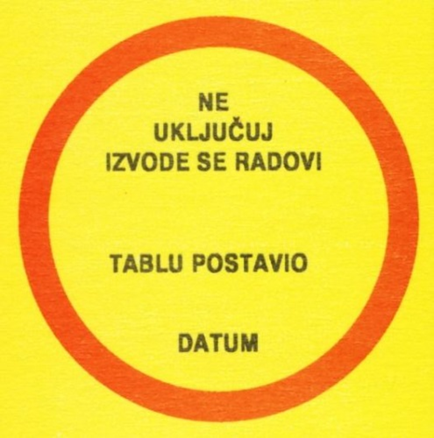 NE
UKLJUČUJ
IZVODE SE RADOVI
TABLU POSTAVIO
DATUM